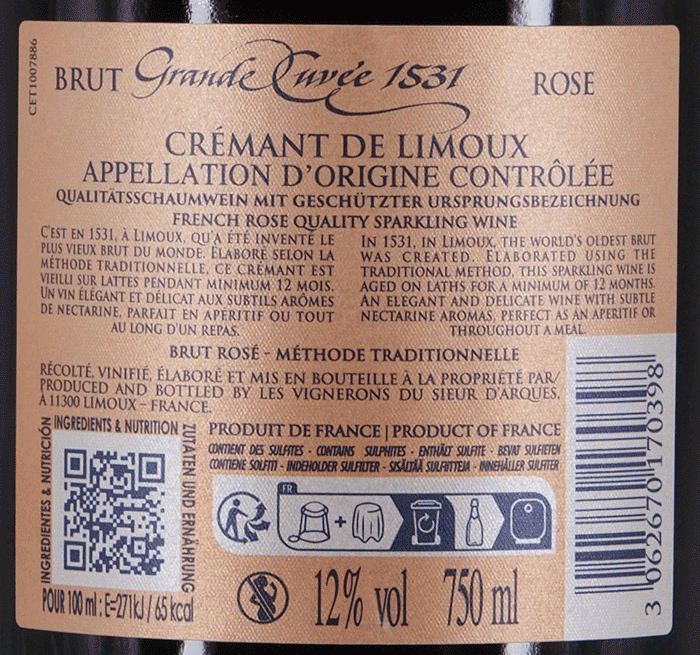 CET1007886
BRUT Grande Cuvée 1531 ROSE
CRÉMANT DE LIMOUX
APPELLATION D'ORIGINE CONTRÔLÉE
QUALITÄTSSCHAUMWEIN MIT GESCHÜTZTER URSPRUNGSBEZEICHNUNG
FRENCH ROSE QUALITY SPARKLING WINE
C'EST EN 1531, À LIMOUX, QU'A ÉTÉ INVENTÉ LE
PLUS VIEUX BRUT DU MONDE. ÉLABORÉ SELON LA
MÉTHODE TRADITIONNELLE, CE CRÉMANT EST
VIEILLI SUR LATTES PENDANT MINIMUM 12 MOIS.
UN VIN ÉLÉGANT ET DÉLICAT AUX SUBTILS ARÔMES
DE NECTARINE, PARFAIT EN APÉRITIF OU TOUT
AU LONG D'UN REPAS.
IN 1531, IN LIMOUX, THE WORLD'S OLDEST BRUT
WAS CREATED. ELABORATED USING THE
TRADITIONAL METHOD, THIS SPARKLING WINE IS
AGED ON LATHS FOR A MINIMUM OF 12 MONTHS.
AN ELEGANT AND DELICATE WINE WITH SUBTLE
NECTARINE AROMAS, PERFECT AS AN APERITIF OR
THROUGHOUT A MEAL.
BRUT ROSÉ - MÉTHODE TRADITIONNELLE
RÉCOLTÉ, VINIFIÉ, ÉLABORÉ ET MIS EN BOUTEILLE À LA PROPRIÉTÉ PAR/
PRODUCED AND BOTTLED BY LES VIGNERONS DU SIEUR D'ARQUES,
À 11300 LIMOUX - FRANCE.
INGREDIENTS & NUTRITION
INGREDIENTES & NUTRICIÓN
ZUTATEN UND ERNÄHRUNG
POUR 100 ml : E=271kJ / 65 kcal
PRODUIT DE FRANCE | PRODUCT OF FRANCE
CONTIENT DES SULFITES - CONTAINS SULPHITES - ENTHÄLT SULFITE - BEVAT SULFIETEN
CONTIENE SOLFITI - INDEHOLDER SULFITTER - SISÄLTÄÄ SULFIITTEJA - INNEHÅLLER SULFITER
FR
+
12% vol 750 ml
3 062670 170398